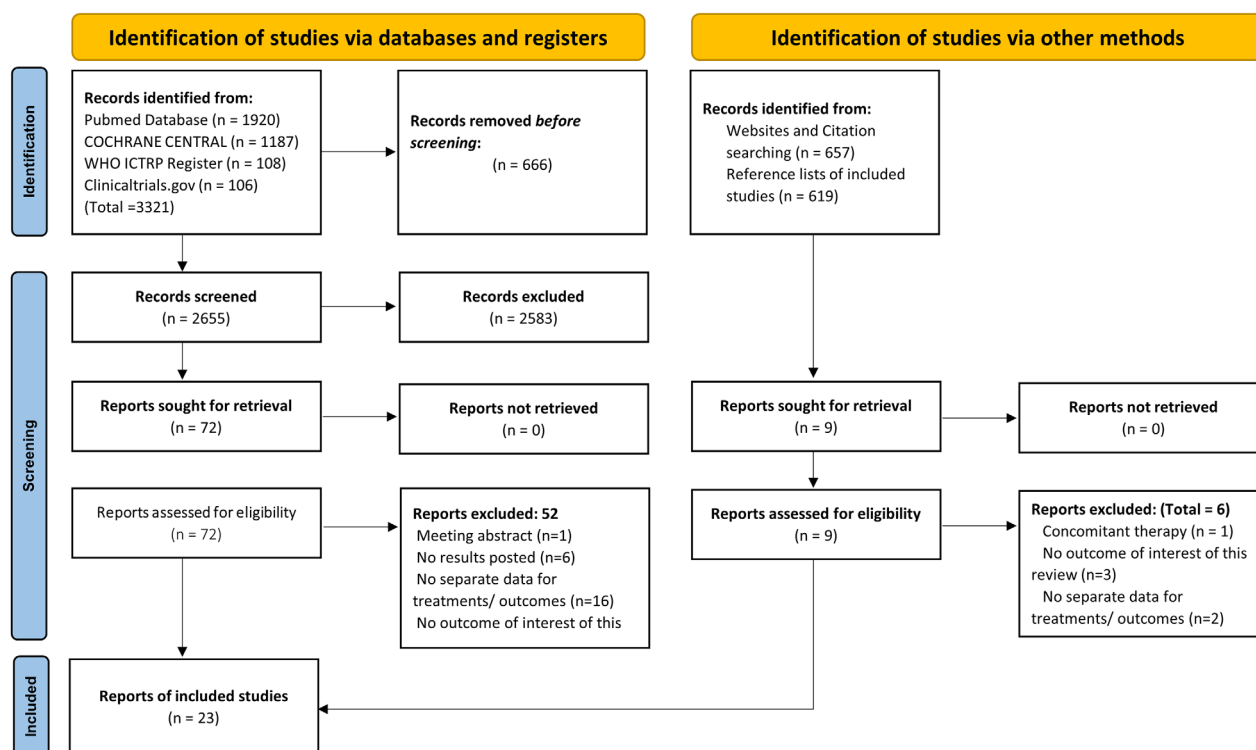 Identification of studies via databases and registers
Identification of studies via other methods
Identification
Records identified from:
Pubmed Database (n = 1920)
COCHRANE CENTRAL (n = 1187)
WHO ICTRP Register (n = 108)
Clinicaltrials.gov (n = 106)
(Total =3321)
Records removed before
screening:
(n = 666)
Records identified from:
Websites and Citation
searching (n = 657)
Reference lists of included
studies (n = 619)
Screening
Records screened
(n = 2655)
Records excluded
(n = 2583)
Reports sought for retrieval
(n = 72)
Reports not retrieved
(n = 0)
Reports sought for retrieval
(n = 9)
Reports not retrieved
(n = 0)
Reports assessed for eligibility
(n = 72)
Reports excluded: 52
Meeting abstract (n=1)
No results posted (n=6)
No separate data for
treatments/ outcomes (n=16)
No outcome of interest of this
Reports assessed for eligibility
(n = 9)
Reports excluded: (Total = 6)
Concomitant therapy (n = 1)
No outcome of interest of this
review (n=3)
No separate data for
treatments/ outcomes (n=2)
Included
Reports of included studies
(n = 23)